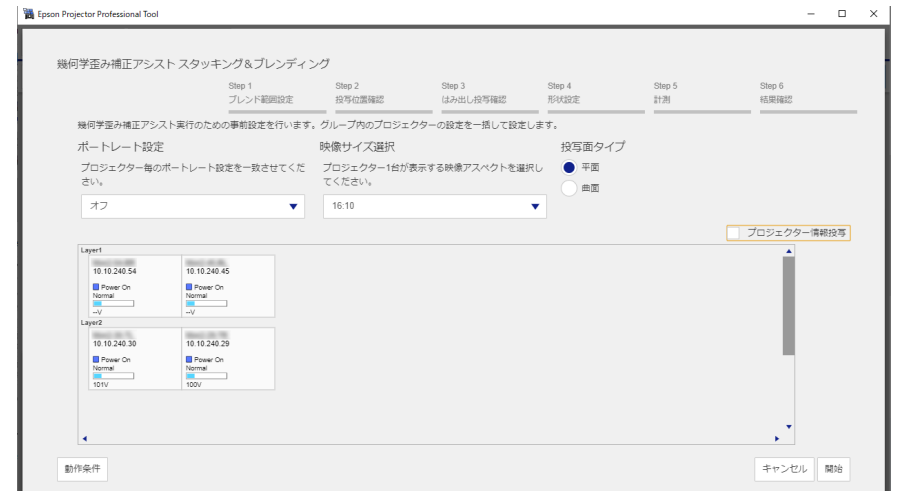 Epson Projector Professional Tool
幾何学歪み補正アシスト スタッキング＆ブレンディング
Step 1
ブレンド範囲設定
Step 2
投写位置確認
Step 3
はみ出し投写確認
Step 4
形状設定
Step 5
計測
Step 6
結果確認
幾何学歪み補正アシスト実行のための事前設定を行います。グループ内のプロジェクターの設定を一括して設定します。
ポートレート設定
プロジェクター毎のポートレート設定を一致させてくだ
さい。
オフ
映像サイズ選択
プロジェクター1台が表示する映像アスペクトを選択し
てください。
16:10
投写面タイプ
平面
曲面
プロジェクター情報投写
Layer1
10.10.240.54
Power On
Normal
--V
10.10.240.45
Power On
Normal
--V
Layer2
10.10.240.30
Power On
Normal
101V
10.10.240.29
Power On
Normal
100V
動作条件
キャンセル
開始